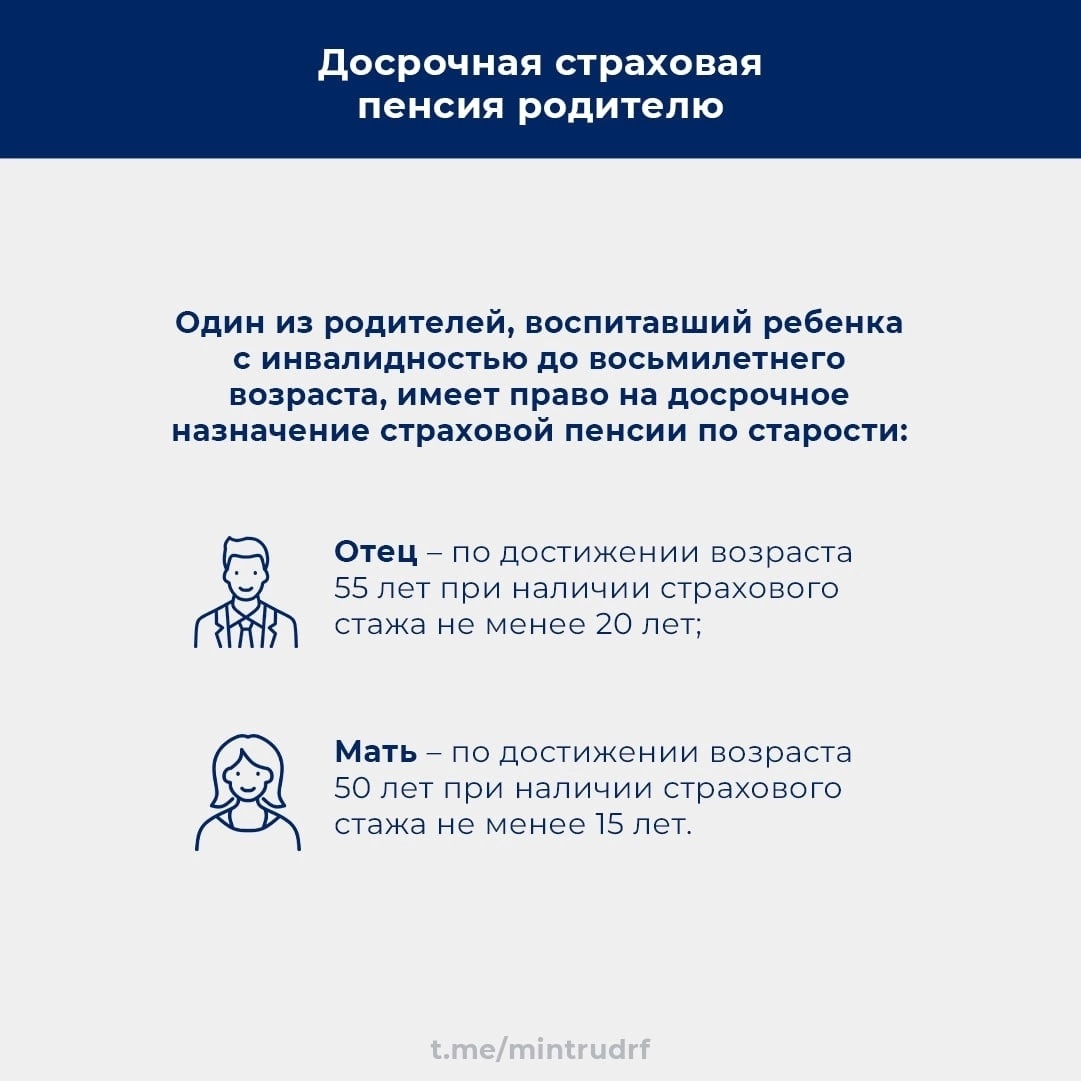 Досрочная страховая
пенсия родителю
Один из родителей, воспитавший ребенка
с инвалидностью до восьмилетнего
возраста, имеет право на досрочное
назначение страховой пенсии по старости:
Отец – по достижении возраста
55 лет при наличии страхового
стажа не менее 20 лет;
Мать – по достижении возраста
50 лет при наличии страхового
стажа не менее 15 лет.
t.me/mintrudrf